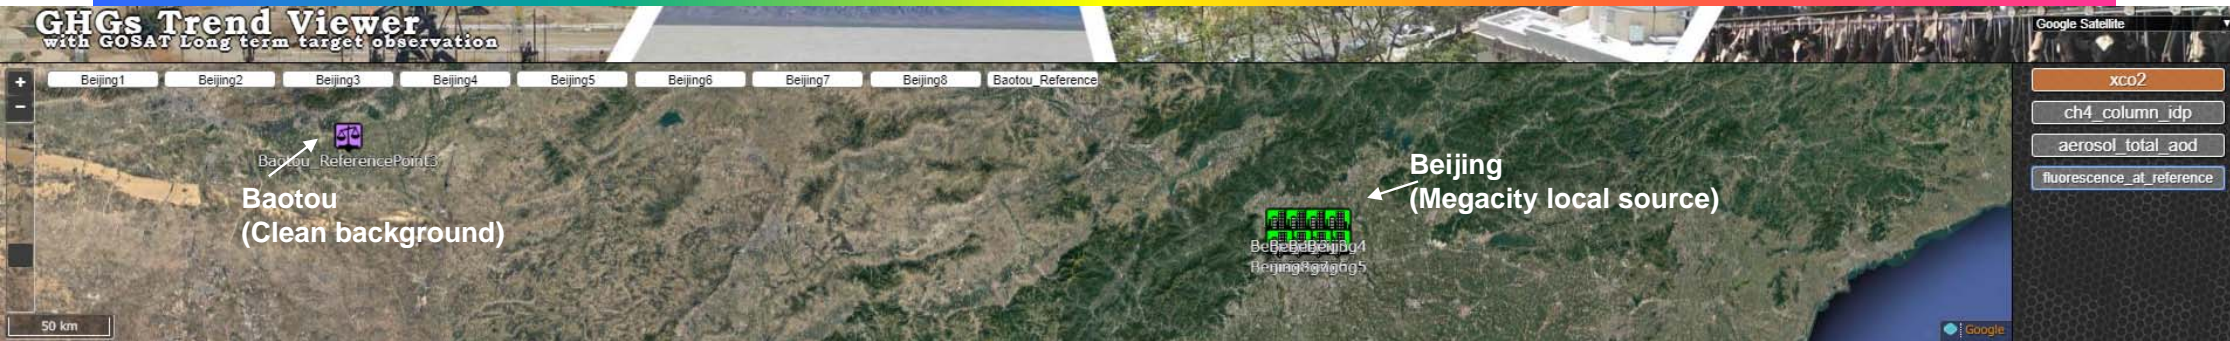 GHGs Trend Viewer
with GOSAT Long term target observation
Google Satellite
+
−
Beijing1 Beijing2 Beijing3 Beijing4 Beijing5 Beijing6 Beijing7 Beijing8 Baotou_Reference
xco2
ch4_column_idp
aerosol_total_aod
fluorescence_at_reference
Baotou_ReferencePoint3
Baotou
(Clean background)
Beijing
(Megacity local source)
50 km
Google